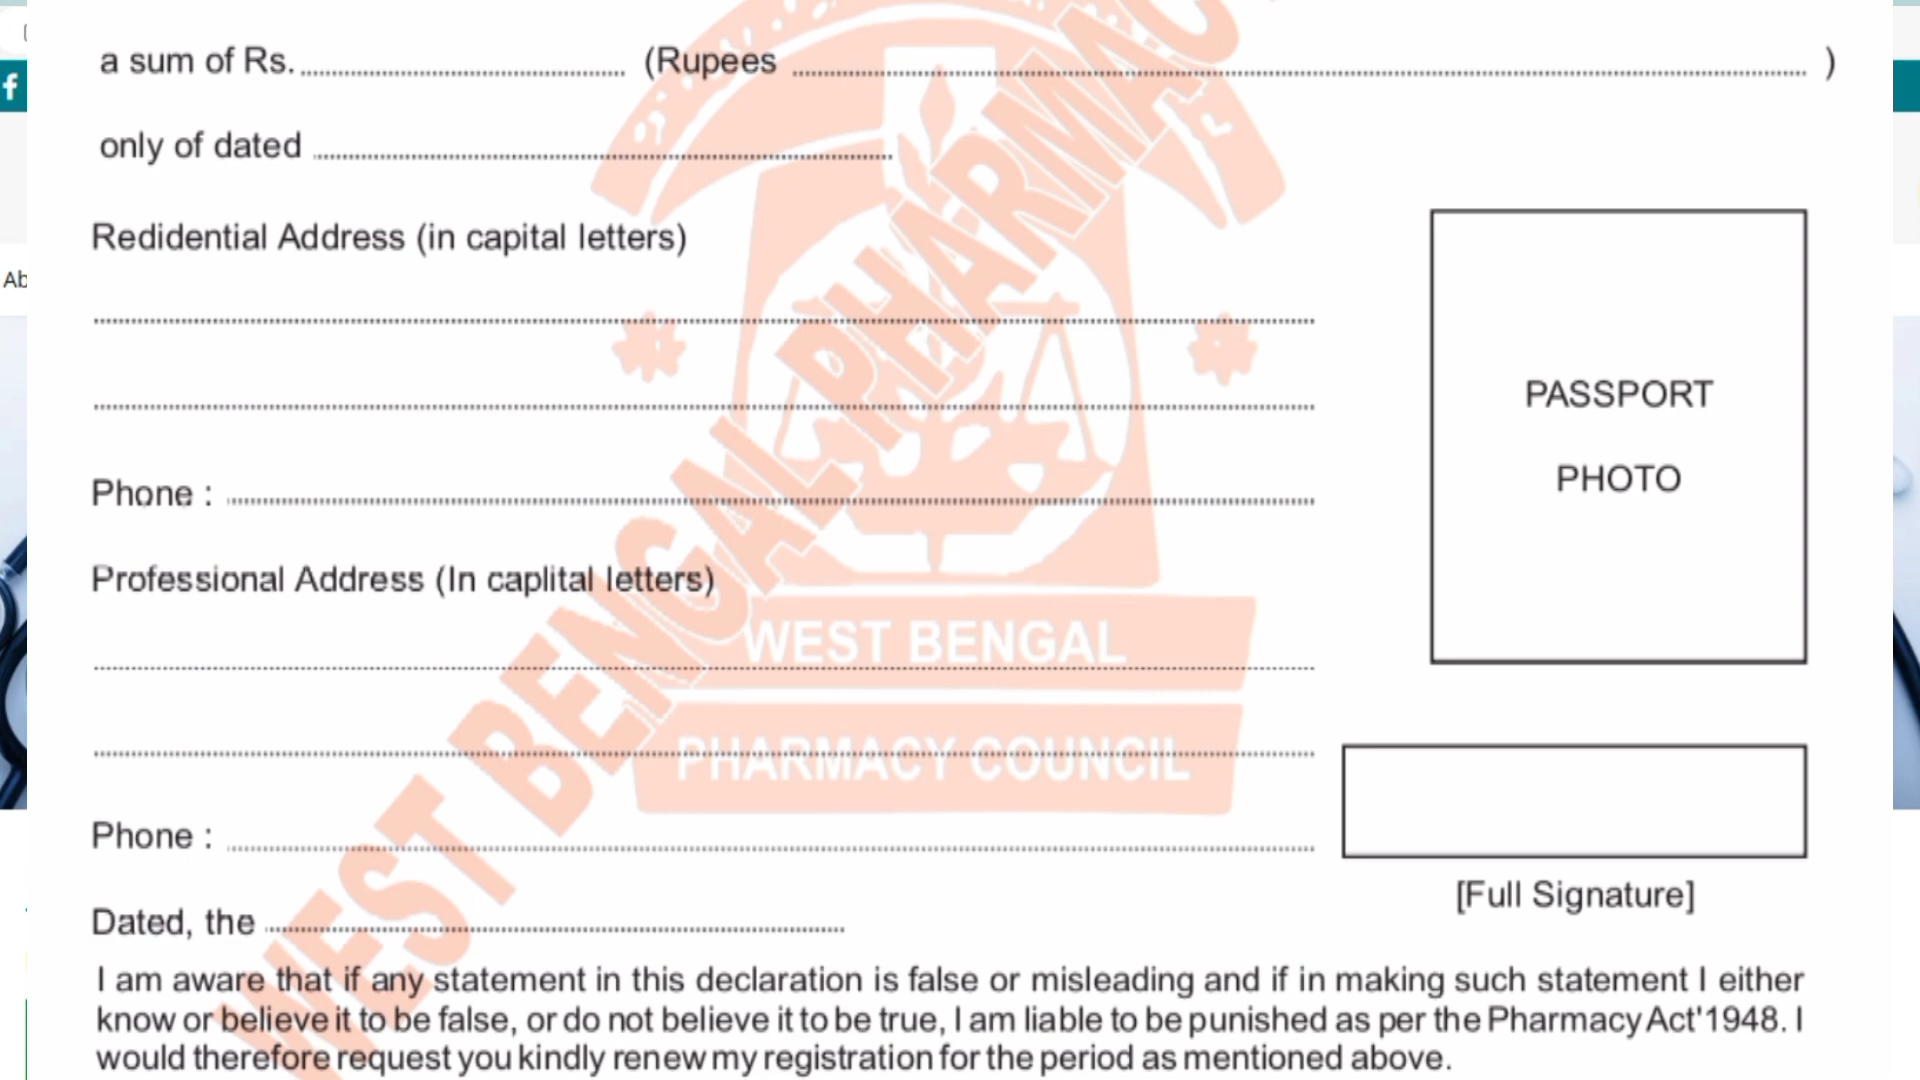 a sum of Rs. (Rupees )
only of dated
Redidential Address (in capital letters)
Phone :
Professional Address (In caplital letters)
Phone :
Dated, the
PASSPORT
PHOTO
[Full Signature]
I am aware that if any statement in this declaration is false or misleading and if in making such statement I either
know or believe it to be false, or do not believe it to be true, I am liable to be punished as per the Pharmacy Act'1948. I
would therefore request you kindly renew my registration for the period as mentioned above.
WEST BENGAL
PHARMACY COUNCIL
WEST BENGAL PHARMAC
Ab
f